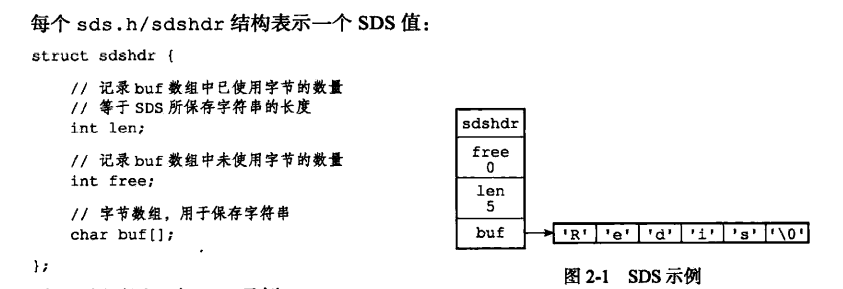 每个 sds.h/sdshdr 结构表示一个 SDS 值：
struct sdshdr {
// 记录 buf 数组中已使用字节的数量
// 等于 SDS 所保存字符串的长度
int len;
// 记录 buf 数组中未使用字节的数量
int free;
// 字节数组，用于保存字符串
char buf[];
};
sdshdr
free
0
len
5
buf
'R' 'e' 'd' 'i' 's' '\0'
图 2-1 SDS 示例